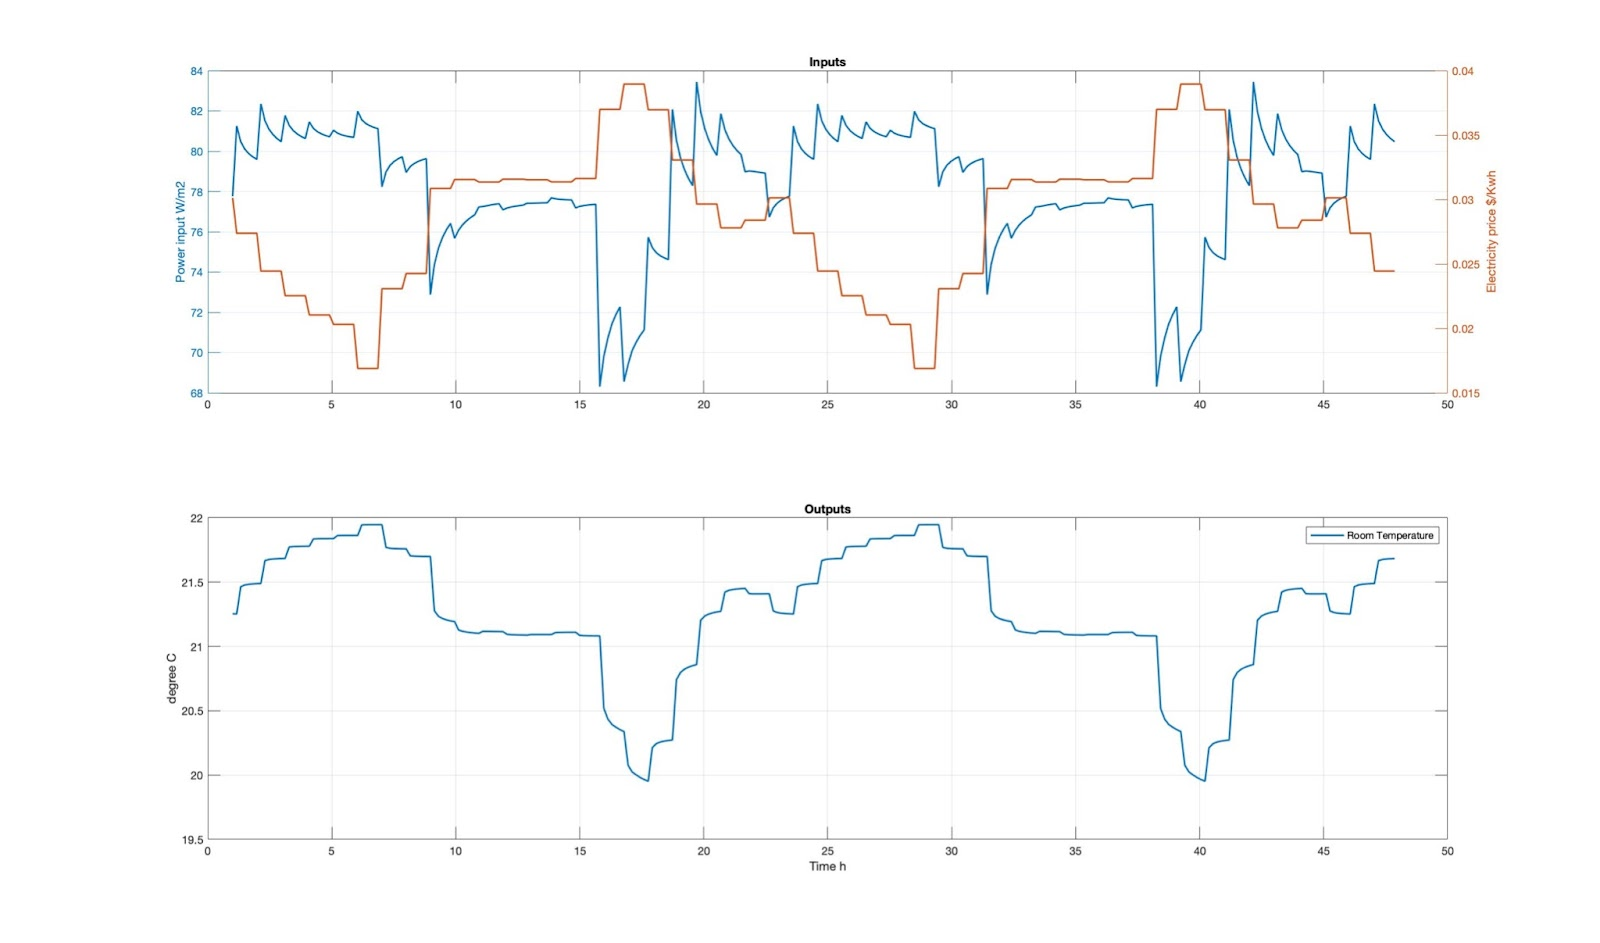 Inputs
84
82
80
78
76
74
72
70
68
Power input W/m2
0.04
0.035
0.03
0.025
0.02
0.015
Electricity price $/Kwh
0 5 10 15 20 25 30 35 40 45 50
Outputs
22
21.5
21
20.5
20
19.5
degree C
Room Temperature
0 5 10 15 20 25 30 35 40 45 50
Time h